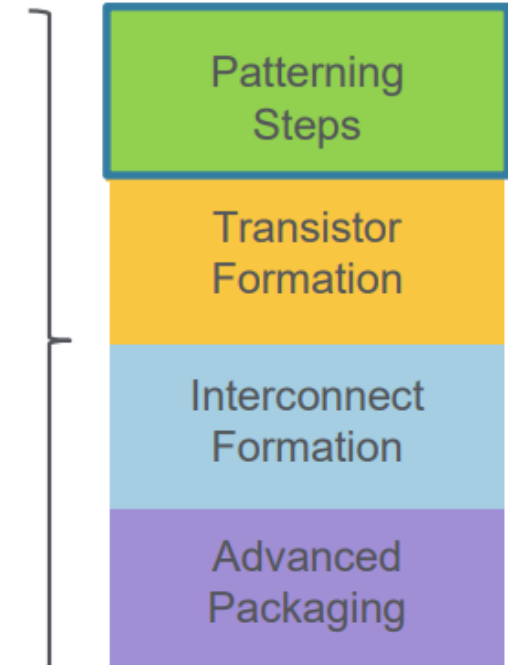 Patterning
Steps
Transistor
Formation
Interconnect
Formation
Advanced
Packaging